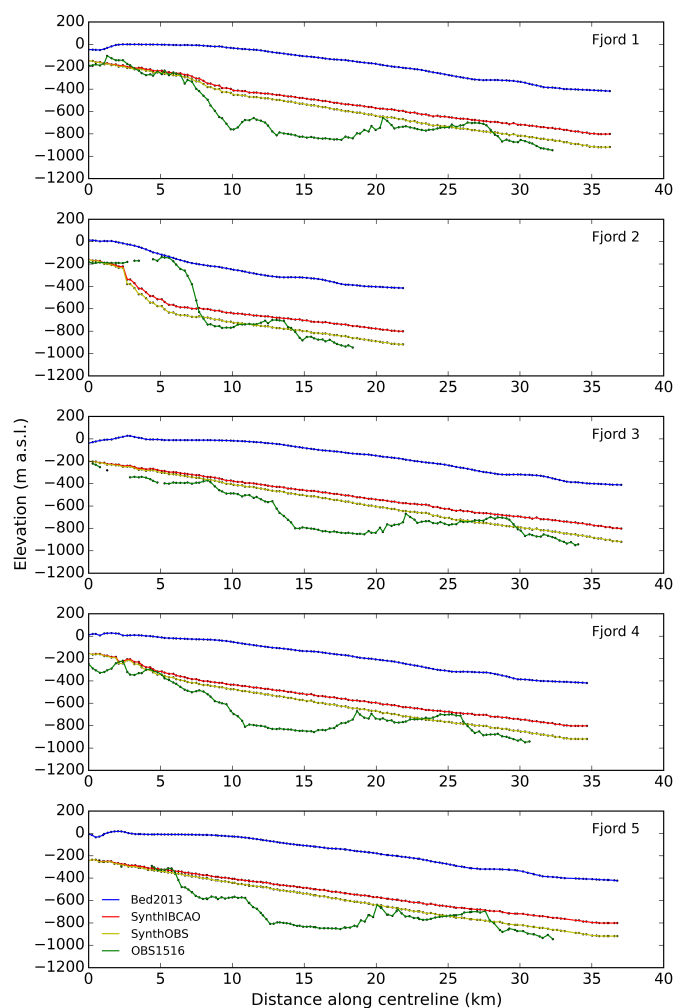 200
0
−200
−400
−600
−800
−1000
−1200
Fjord 1
0 5 10 15 20 25 30 35 40
200
0
−200
−400
−600
−800
−1000
−1200
Fjord 2
0 5 10 15 20 25 30 35 40
Elevation (m a.s.l.)
200
0
−200
−400
−600
−800
−1000
−1200
Fjord 3
0 5 10 15 20 25 30 35 40
200
0
−200
−400
−600
−800
−1000
−1200
Fjord 4
0 5 10 15 20 25 30 35 40
200
0
−200
−400
−600
−800
−1000
−1200
Fjord 5
Bed2013
SynthIBCAO
SynthOBS
OBS1516
0 5 10 15 20 25 30 35 40
Distance along centreline (km)